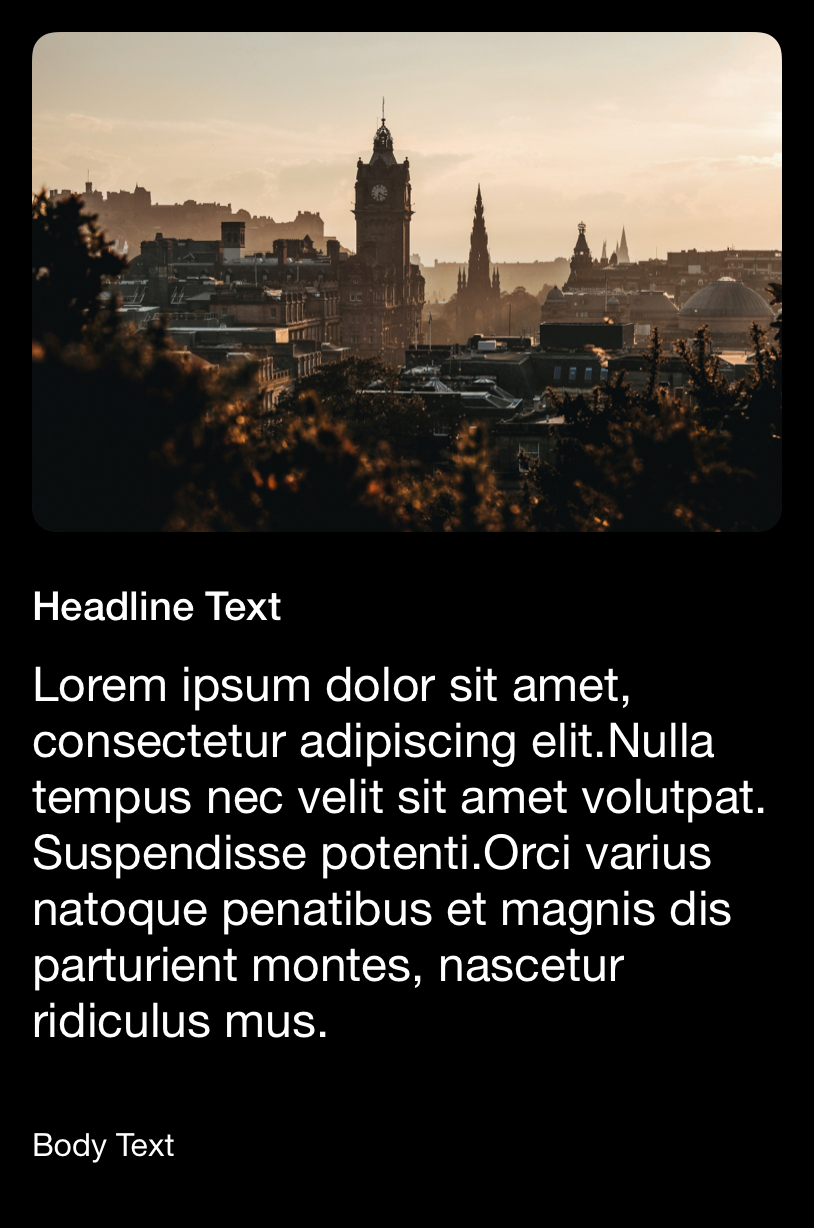 Headline Text
Lorem ipsum dolor sit amet,
consectetur adipiscing elit.Nulla
tempus nec velit sit amet volutpat.
Suspendisse potenti.Orci varius
natoque penatibus et magnis dis
parturient montes, nascetur
ridiculus mus.
Body Text